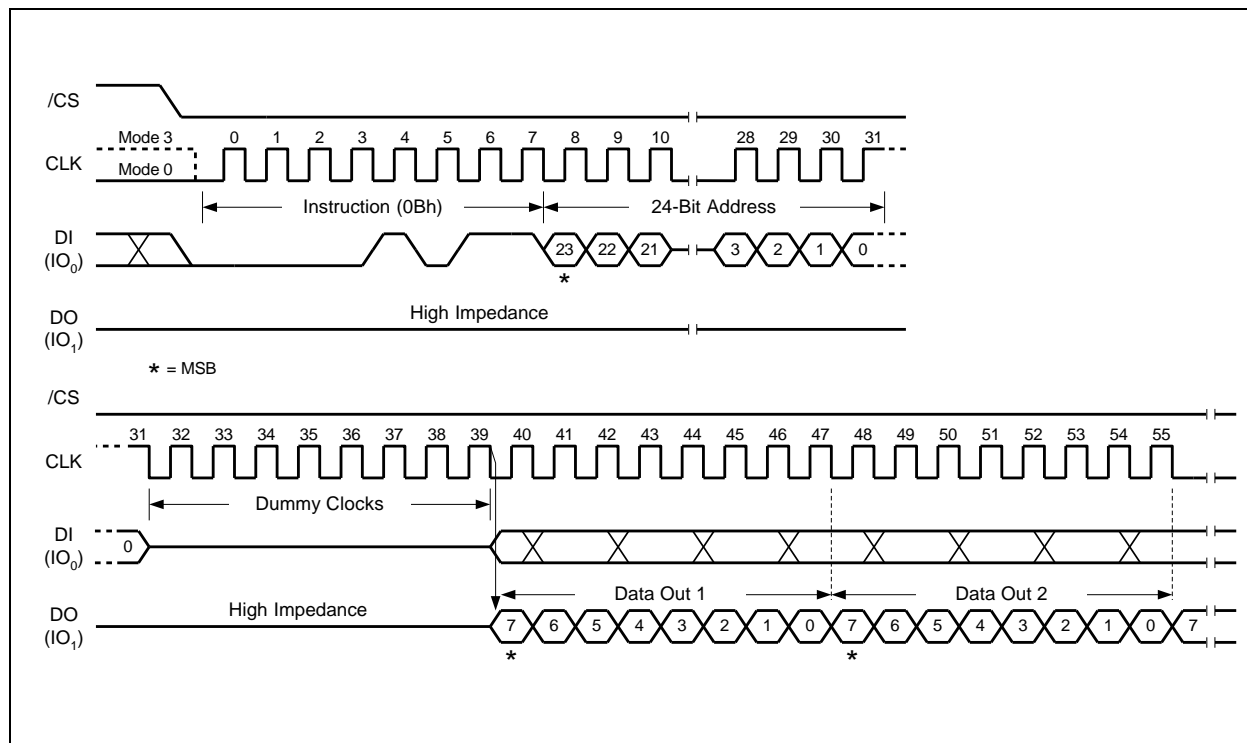 /CS
Mode 3 0 1 2 3 4 5 6 7 8 9 10 28 29 30 31
CLK
Mode 0
Instruction (0Bh) 24-Bit Address
DI
(IO0)
23 22 21 3 2 1 0
*
High Impedance
DO
(IO1)
* = MSB
/CS
31 32 33 34 35 36 37 38 39 40 41 42 43 44 45 46 47 48 49 50 51 52 53 54 55
CLK
Dummy Clocks
DI
(IO0)
0
Data Out 1 Data Out 2
High Impedance
DO
(IO1)
7 6 5 4 3 2 1 0 7 6 5 4 3 2 1 0 7
* *